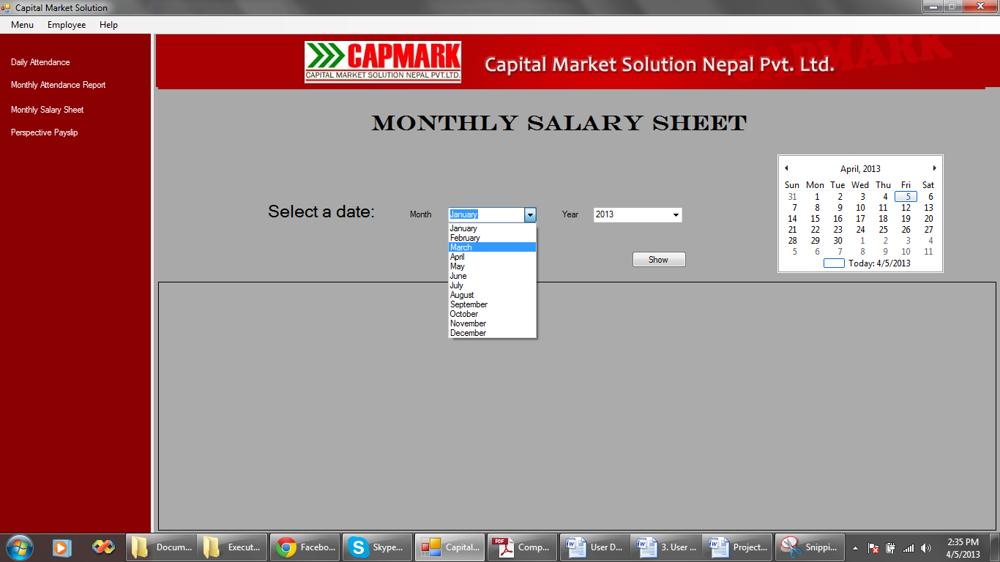 Capital Market Solution
Menu Employee Help
Daily Attendance
Monthly Attendance Report
Monthly Salary Sheet
Perspective Payslip
CAPMARK
CAPITAL MARKET SOLUTION NEPAL PVT.LTD.
Capital Market Solution Nepal Pvt. Ltd.
CAPMARK
MONTHLY SALARY SHEET
Select a date: Month January Year 2013
January
February
March
April
May
June
July
August
September
October
November
December
Show
April, 2013
Sun Mon Tue Wed Thu Fri Sat
31 1 2 3 4 5 6
7 8 9 10 11 12 13
14 15 16 17 18 19 20
21 22 23 24 25 26 27
28 29 30 1 2 3 4
5 6 7 8 9 10 11
Today: 4/5/2013
Docum... Execut... Facebo... Skype... Capital... PDF Comp... User D... 3. User ... Project... Snippi...
2:35 PM
4/5/2013